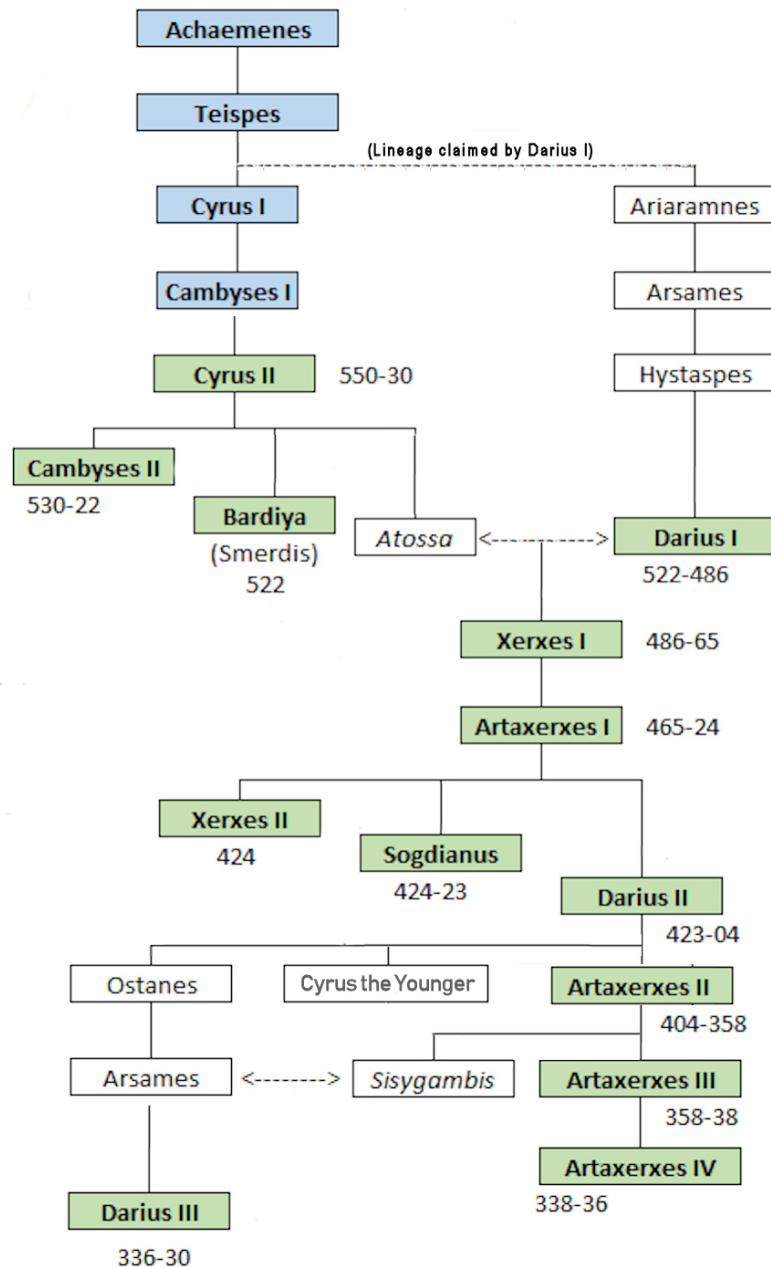 Achaemenes
Teispes
(Lineage claimed by Darius I)
Cyrus I
Ariaramnes
Cambyses I
Arsames
Cyrus II
550-30
Hystaspes
Cambyses II
530-22
Bardiya
(Smerdis)
522
Atossa
<-------->
Darius I
522-486
Xerxes I
486-65
Artaxerxes I
465-24
Xerxes II
424
Sogdianus
424-23
Darius II
423-04
Ostanes
Cyrus the Younger
Artaxerxes II
404-358
Arsames
<------->
Sisygambis
Artaxerxes III
358-38
Artaxerxes IV
338-36
Darius III
336-30